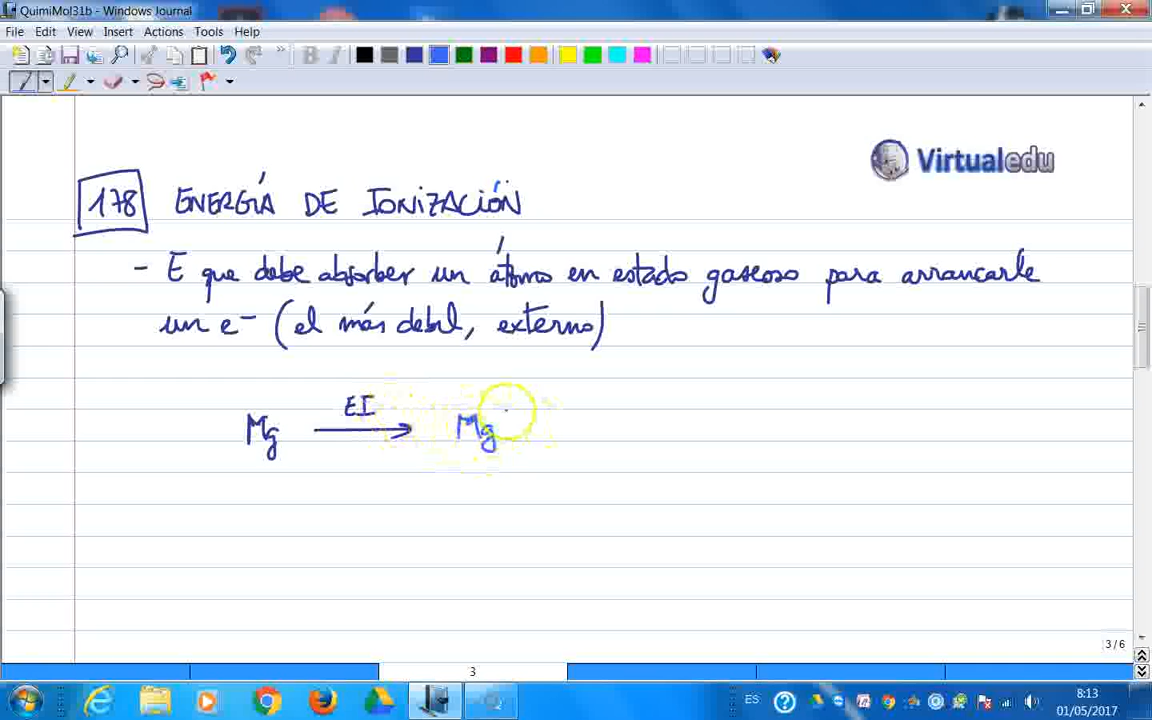 QuimiMol31b - Windows Journal
File Edit View Insert Actions Tools Help
Virtualedu
178 ENERGÍA DE IONIZACIÓN
- E que debe absorber un átomo en estado gaseoso para arrancarle
un e⁻ (el más debil, externo)
EI
Mg → Mg
3 / 6
3
ES
8:13
01/05/2017